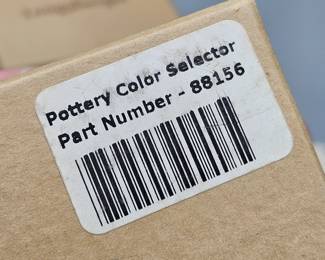 Pottery Color Selector
Part Number - 88156